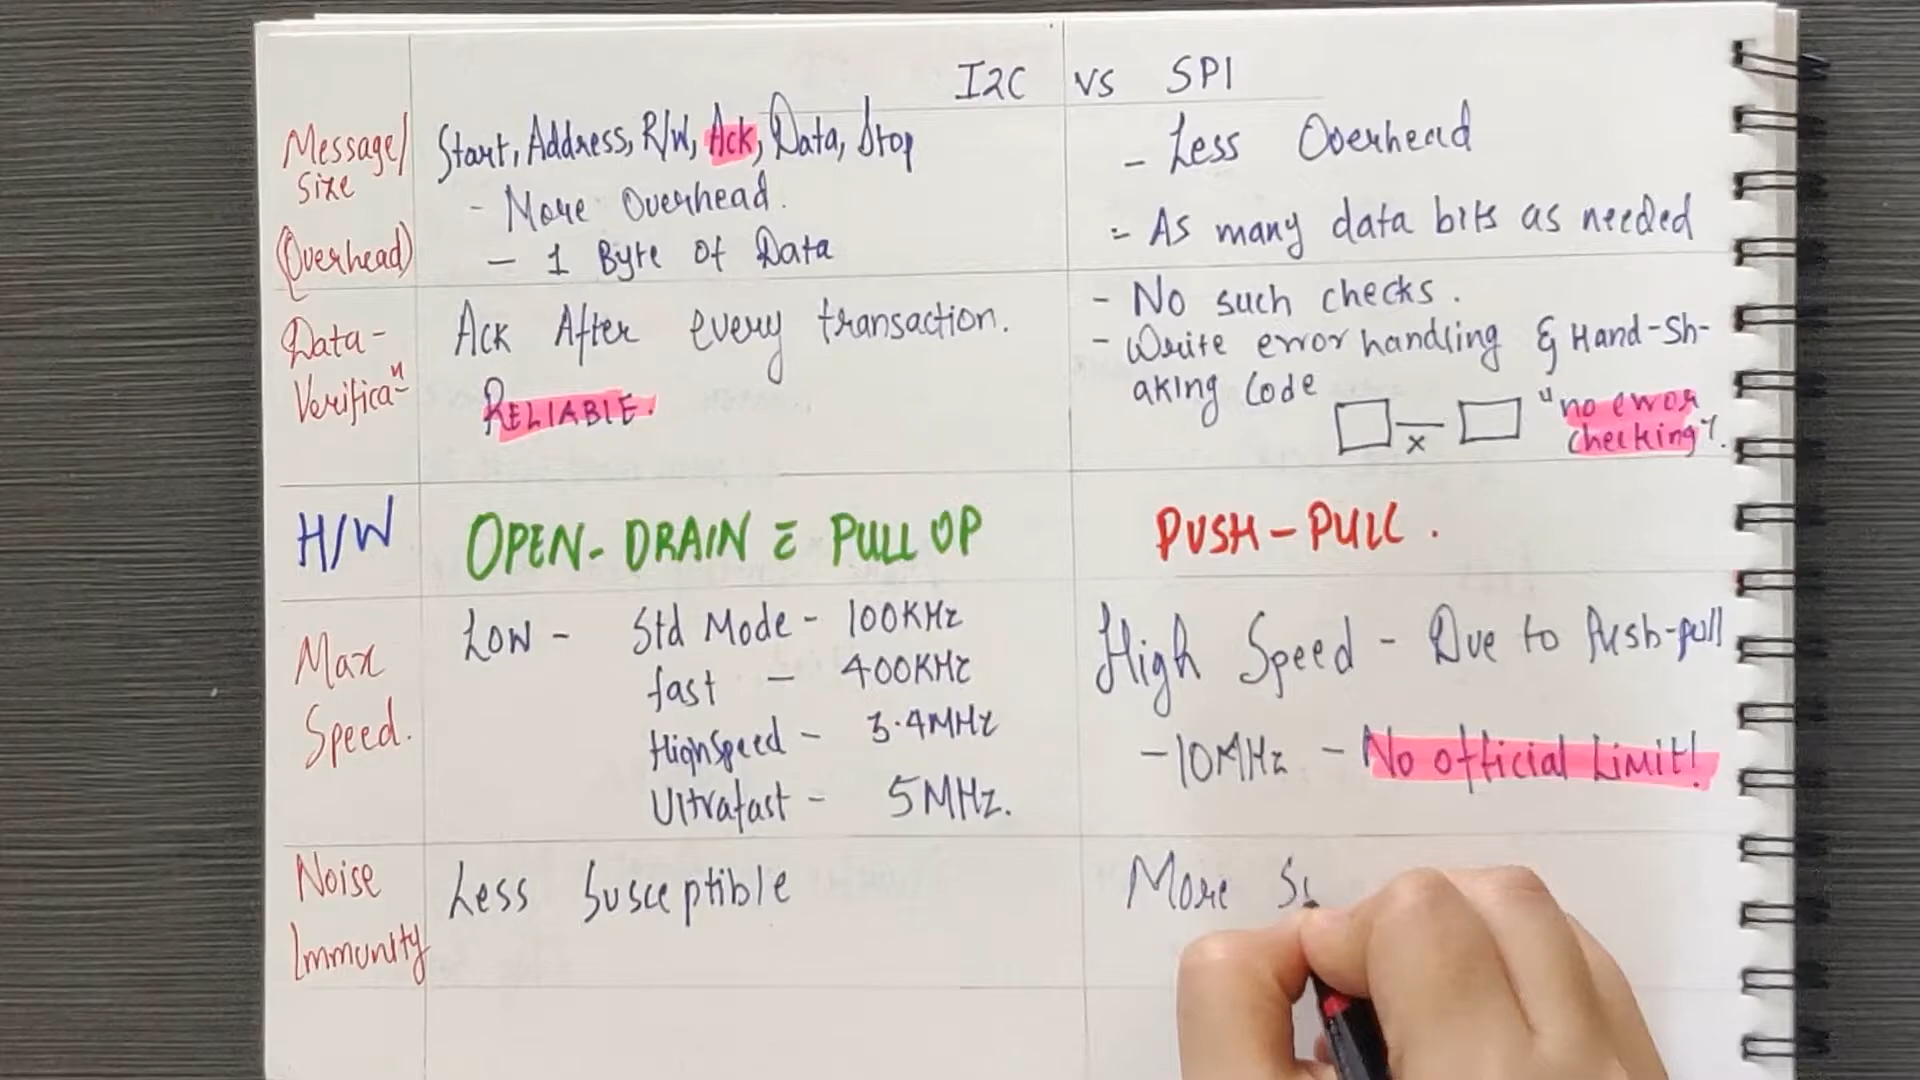 I2C vs SPI
Message/
Size
(Overhead)
Start, Address, R/W, Ack, Data, Stop
- More Overhead.
- 1 Byte of Data
- Less Overhead
- As many data bits as needed
Data-
Verifican
Ack After every transaction.
RELIABLE.
- No such checks.
- Write error handling & Hand-Sh-
aking Code
x
"no error
checking".
H/W
OPEN-DRAIN PULL UP
PUSH-PULL.
Max
Speed.
LOW - Std Mode - 100KHz
fast - 400KHz
High Speed - 3.4MHz
Ultrafast - 5MHz.
High Speed - Due to Push-pull
- 10MHz - No official Limit!
Noise
Immunity
Less Susceptible
More Su